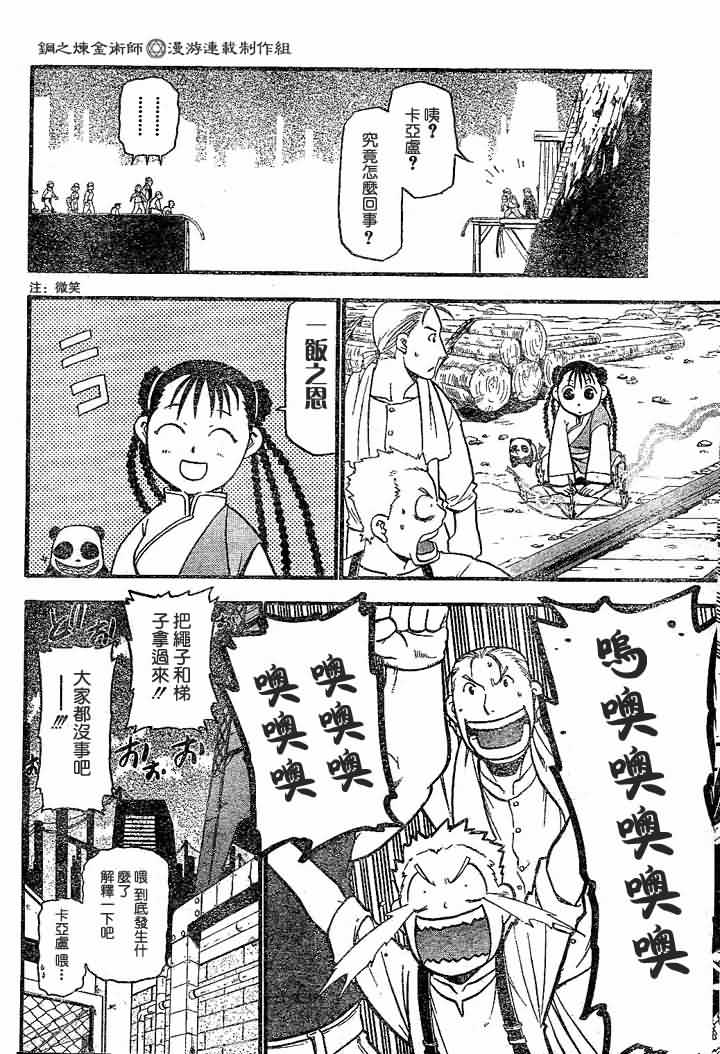 鋼之煉金術師 漫游連載制作組
咦？
卡亞盧？
究竟怎麼回事？
……
……
注：微笑
一飯之恩
ニコ
嗚噢噢噢噢噢
噢噢噢
噢噢噢
把繩子和梯
子拿過來!!
大家都沒事吧
——!!!
おおお
喂 到底發生什
麼了
解釋一下吧
卡亞盧 喂…